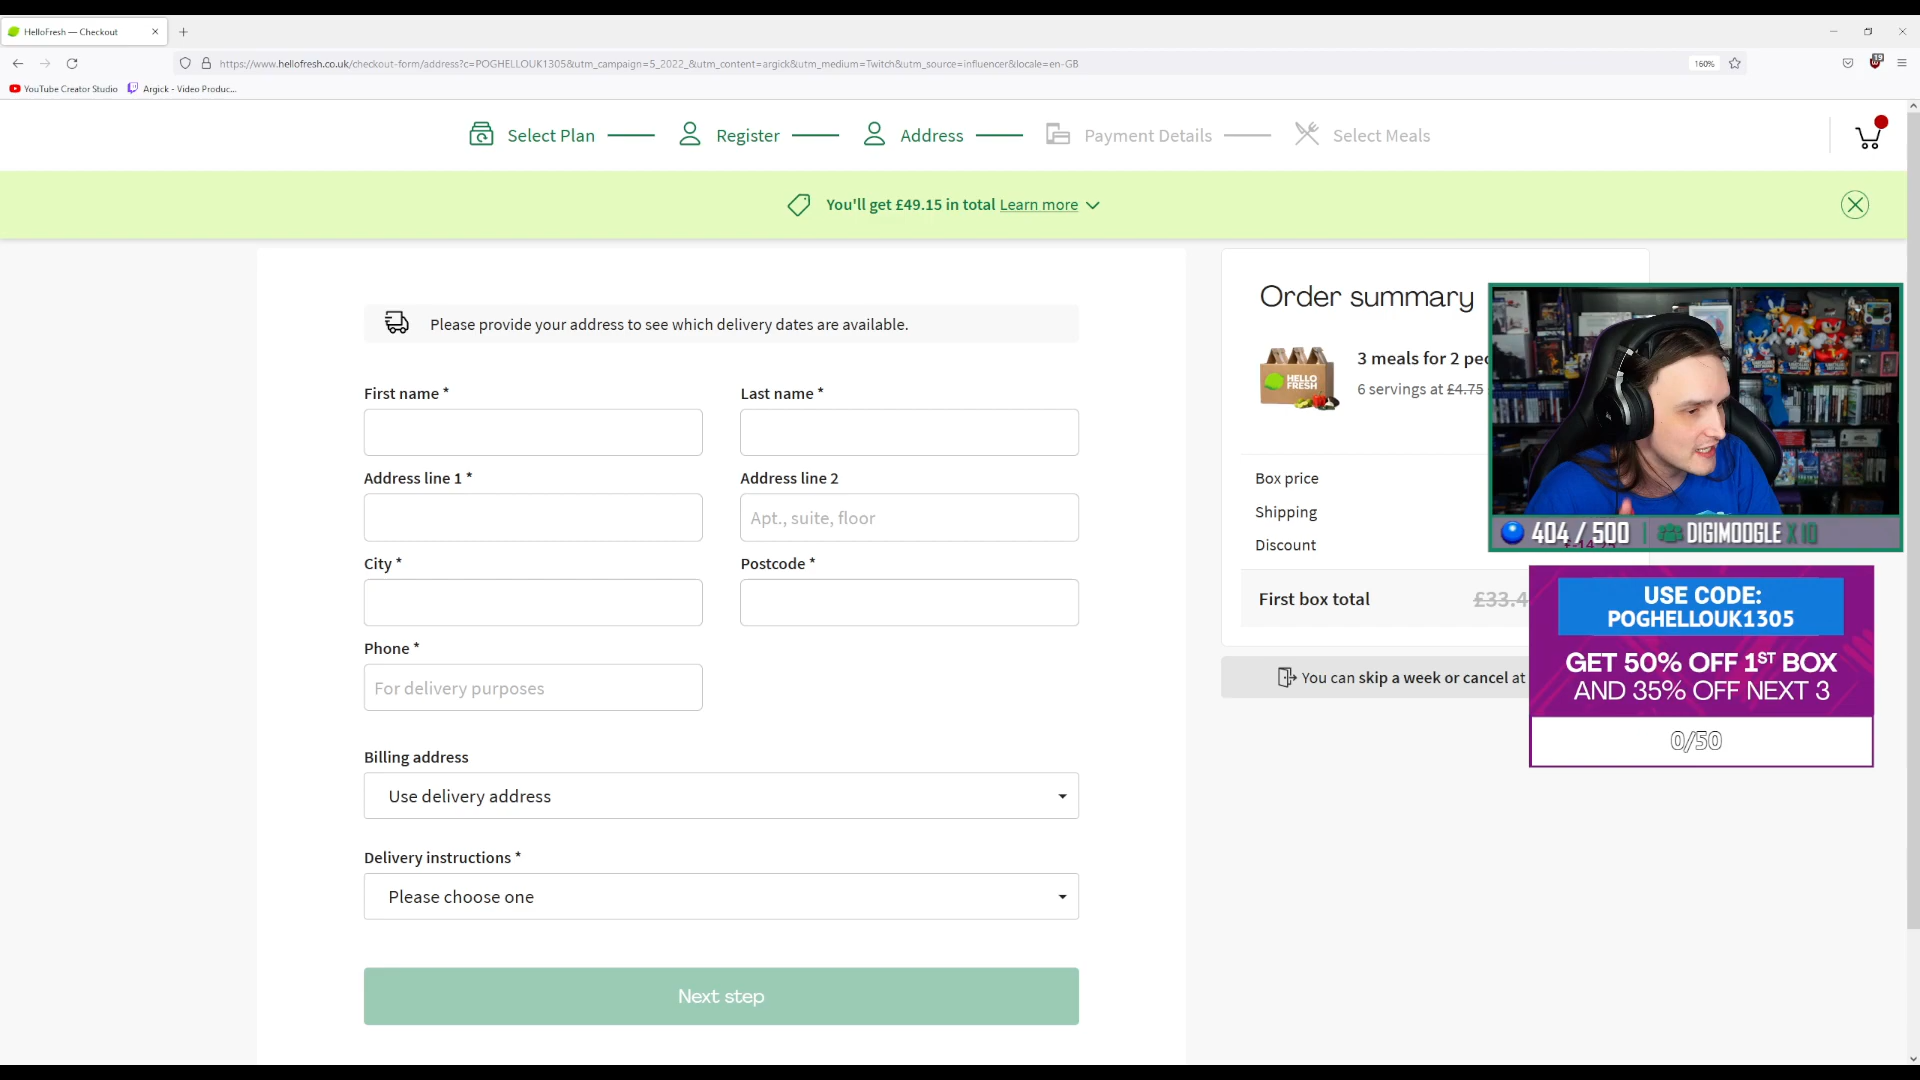 HelloFresh — Checkout
https://www.hellofresh.co.uk/checkout-form/address?c=POGHELLOUK1305&utm_campaign=5_2022_&utm_content=argick&utm_medium=Twitch&utm_source=influencer&locale=en-GB
160%
19
YouTube Creator Studio
Argick - Video Produc...
Select Plan
Register
Address
Payment Details
Select Meals
You'll get £49.15 in total Learn more
Please provide your address to see which delivery dates are available.
First name *
Last name *
Address line 1 *
Address line 2
Apt., suite, floor
City *
Postcode *
Phone *
For delivery purposes
Billing address
Use delivery address
Delivery instructions *
Please choose one
Next step
Order summary
HELLO
FRESH
3 meals for 2
6 servings at £4.75
Box price
Shipping
Discount
First box total £33.4
You can skip a week or cancel at
404 / 500 | DIGIMOOGLE X 10
USE CODE:
POGHELLOUK1305
GET 50% OFF 1ST BOX
AND 35% OFF NEXT 3
0/50